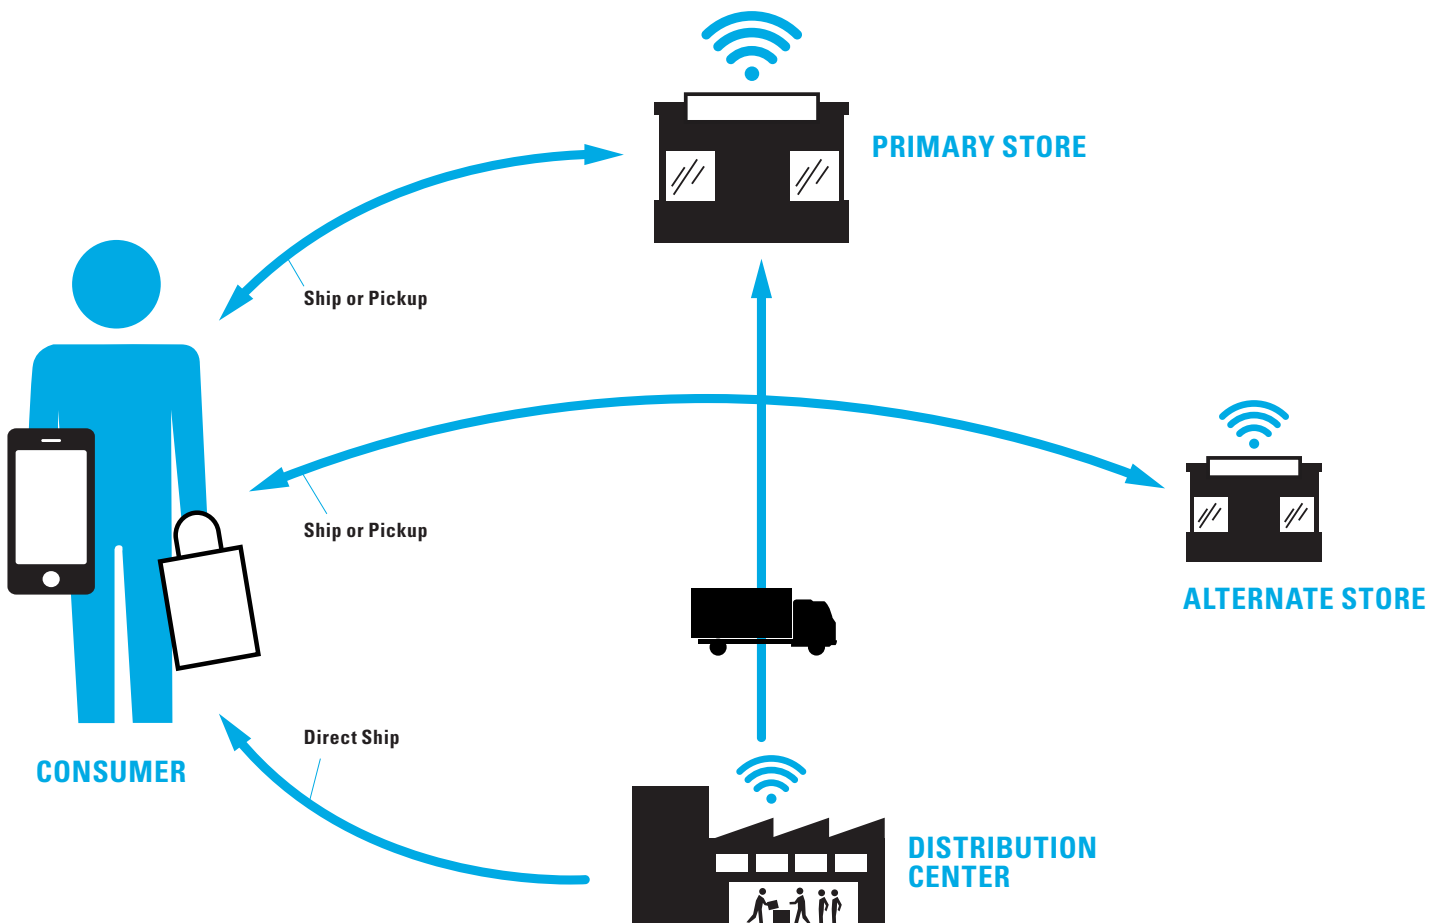 PRIMARY STORE
Ship or Pickup
Ship or Pickup
ALTERNATE STORE
Direct Ship
CONSUMER
DISTRIBUTION
CENTER